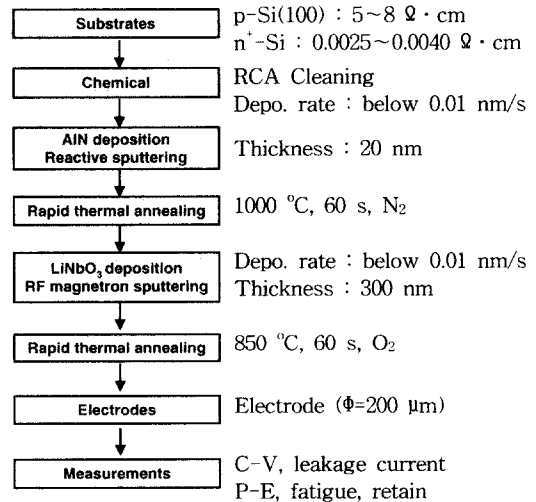 Substrates
p-Si(100) : 5~8 Ω · cm
n⁺-Si : 0.0025~0.0040 Ω · cm
Chemical
RCA Cleaning
Depo. rate : below 0.01 nm/s
AlN deposition
Reactive sputtering
Thickness : 20 nm
Rapid thermal annealing
1000 ℃, 60 s, N₂
LiNbO₃ deposition
RF magnetron sputtering
Depo. rate : below 0.01 nm/s
Thickness : 300 nm
Rapid thermal annealing
850 ℃, 60 s, O₂
Electrodes
Electrode (Φ=200 μm)
Measurements
C-V, leakage current
P-E, fatigue, retain